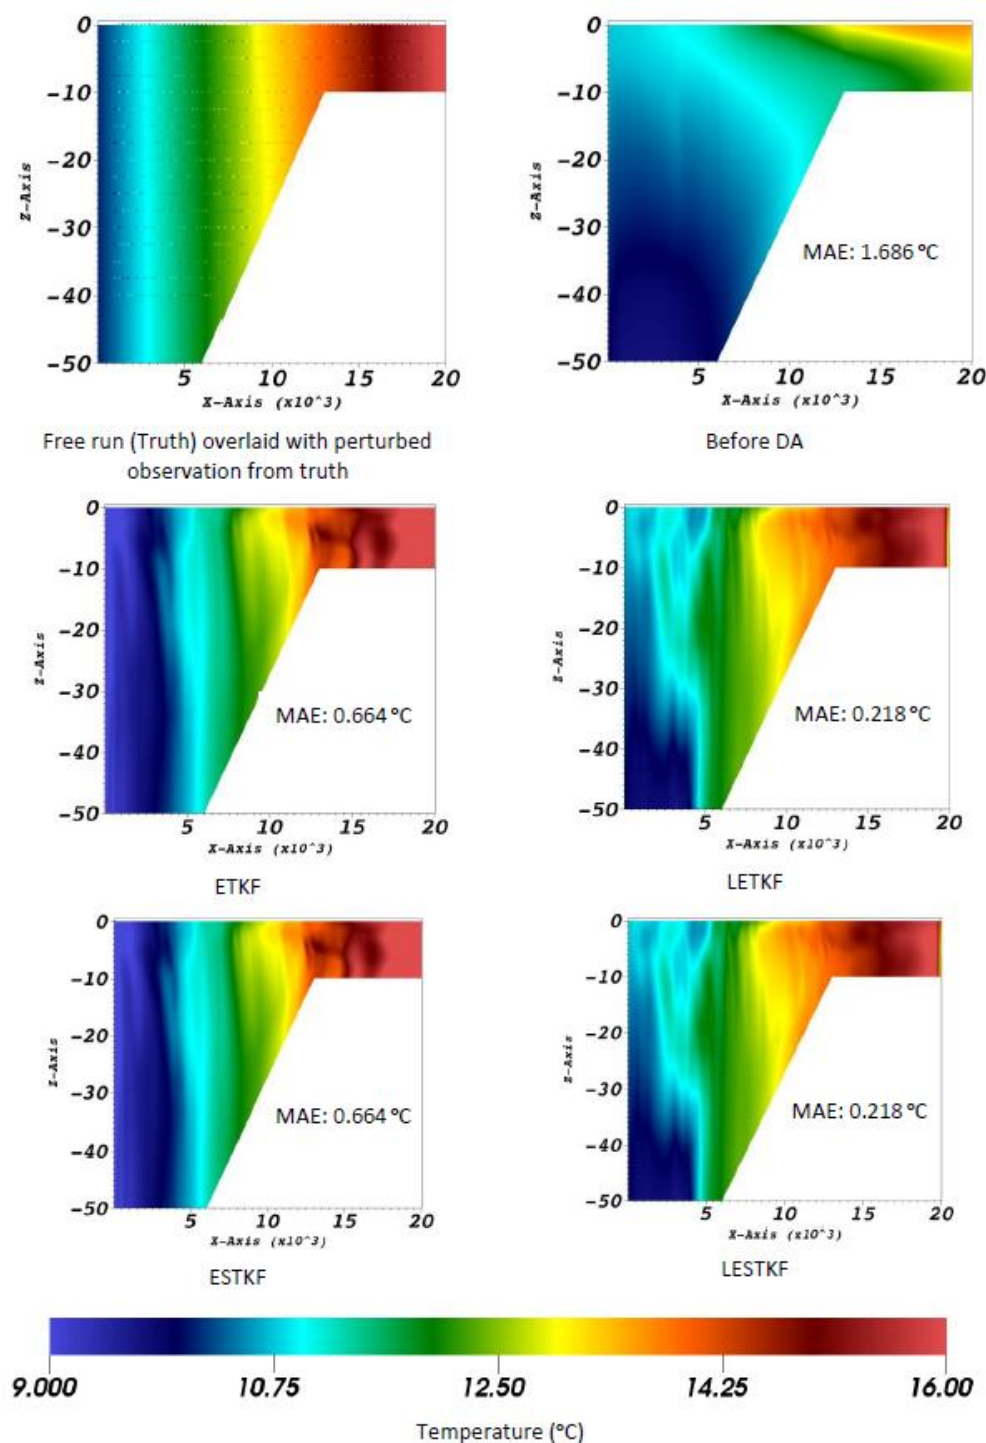 0
-10
-20
-30
-40
-50
Z-Axis
5 10 15 20
X-Axis (x10^3)
Free run (Truth) overlaid with perturbed
observation from truth
0
-10
-20
-30
-40
-50
Z-Axis
MAE: 1.686 °C
5 10 15 20
X-Axis (x10^3)
Before DA
0
-10
-20
-30
-40
-50
Z-Axis
MAE: 0.664 °C
5 10 15 20
X-Axis (x10^3)
ETKF
0
-10
-20
-30
-40
-50
Z-Axis
MAE: 0.218 °C
5 10 15 20
X-Axis (x10^3)
LETKF
0
-10
-20
-30
-40
-50
Z-Axis
MAE: 0.664 °C
5 10 15 20
X-Axis (x10^3)
ESTKF
0
-10
-20
-30
-40
-50
Z-Axis
MAE: 0.218 °C
5 10 15 20
X-Axis (x10^3)
LESTKF
9.000 10.75 12.50 14.25 16.00
Temperature (°C)